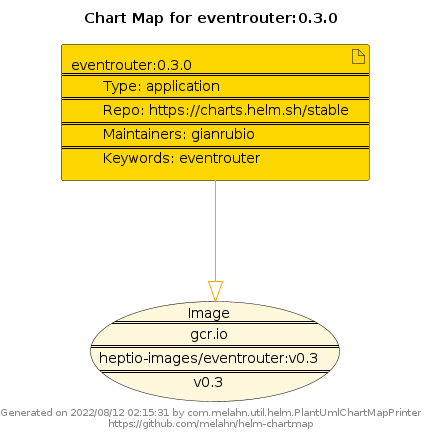 Chart Map for eventrouter:0.3.0
eventrouter:0.3.0
Type: application
Repo: https://charts.helm.sh/stable
Maintainers: gianrubio
Keywords: eventrouter
Image
gcr.io
heptio-images/eventrouter:v0.3
v0.3
Generated on 2022/08/12 02:15:31 by com.melahn.util.helm.PlantUmlChartMapPrinter
https://github.com/melahn/helm-chartmap